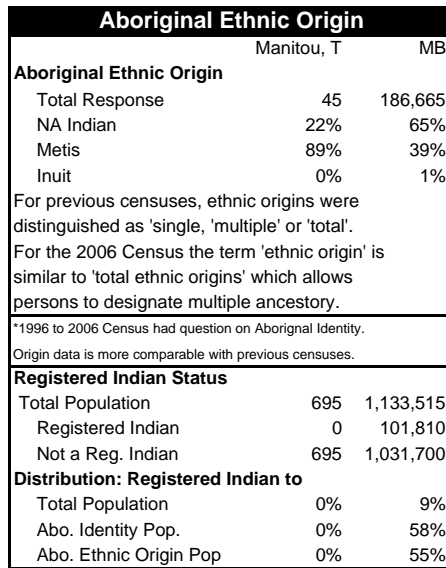 Aboriginal Ethnic Origin
Manitou, T MB
Aboriginal Ethnic Origin
Total Response 45 186,665
NA Indian 22% 65%
Metis 89% 39%
Inuit 0% 1%
For previous censuses, ethnic origins were
distinguished as 'single, 'multiple' or 'total'.
For the 2006 Census the term 'ethnic origin' is
similar to 'total ethnic origins' which allows
persons to designate multiple ancestory.
*1996 to 2006 Census had question on Aborignal Identity.
Origin data is more comparable with previous censuses.
Registered Indian Status
Total Population 695 1,133,515
Registered Indian 0 101,810
Not a Reg. Indian 695 1,031,700
Distribution: Registered Indian to
Total Population 0% 9%
Abo. Identity Pop. 0% 58%
Abo. Ethnic Origin Pop 0% 55%